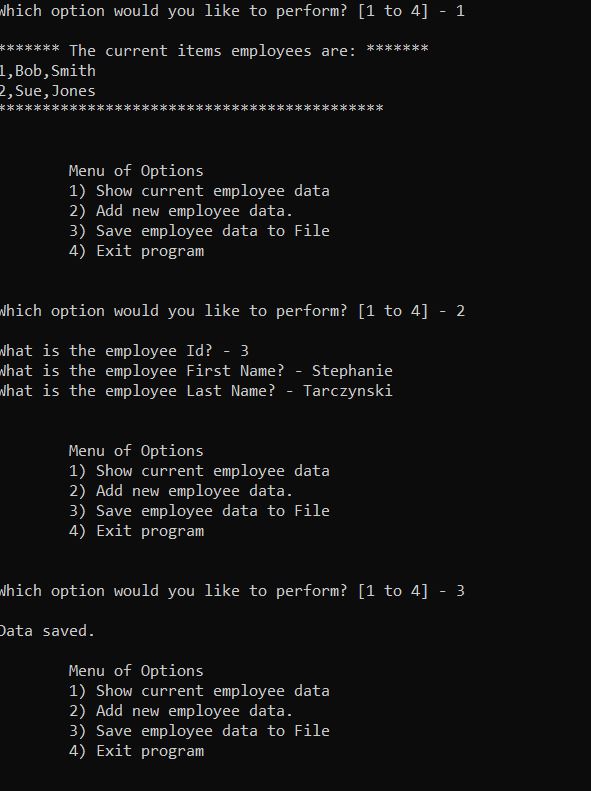 Which option would you like to perform? [1 to 4] - 1
******* The current items employees are: *******
1,Bob,Smith
2,Sue,Jones
*******************************************
Menu of Options
1) Show current employee data
2) Add new employee data.
3) Save employee data to File
4) Exit program
Which option would you like to perform? [1 to 4] - 2
What is the employee Id? - 3
What is the employee First Name? - Stephanie
What is the employee Last Name? - Tarczynski
Menu of Options
1) Show current employee data
2) Add new employee data.
3) Save employee data to File
4) Exit program
Which option would you like to perform? [1 to 4] - 3
Data saved.
Menu of Options
1) Show current employee data
2) Add new employee data.
3) Save employee data to File
4) Exit program